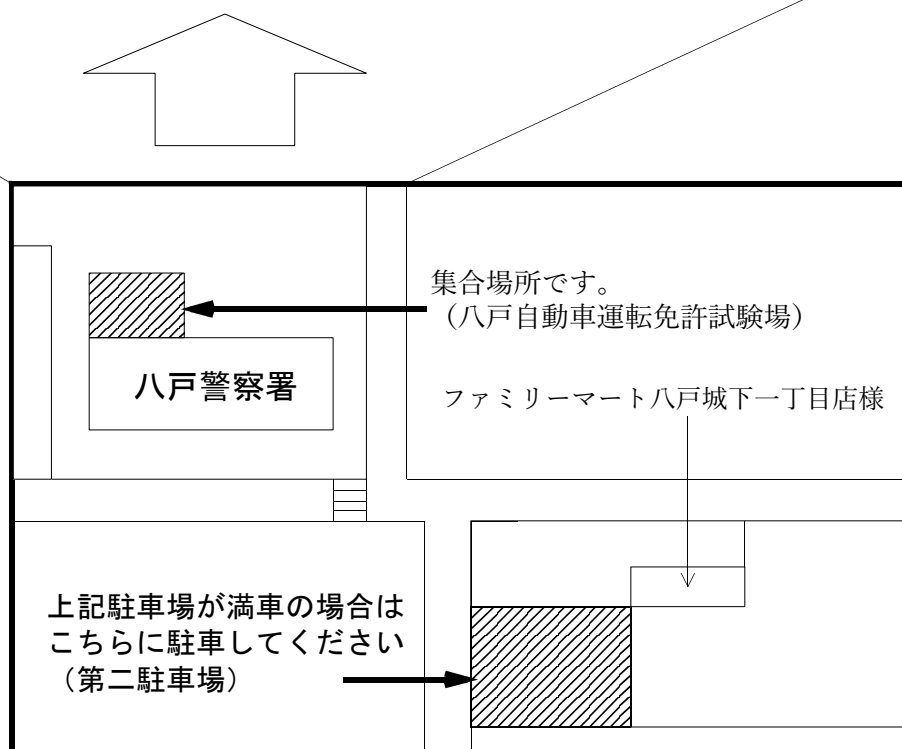 集合場所です。
（八戸自動車運転免許試験場）
八戸警察署
ファミリーマート八戸城下一丁目店様
上記駐車場が満車の場合は
こちらに駐車してください
（第二駐車場）